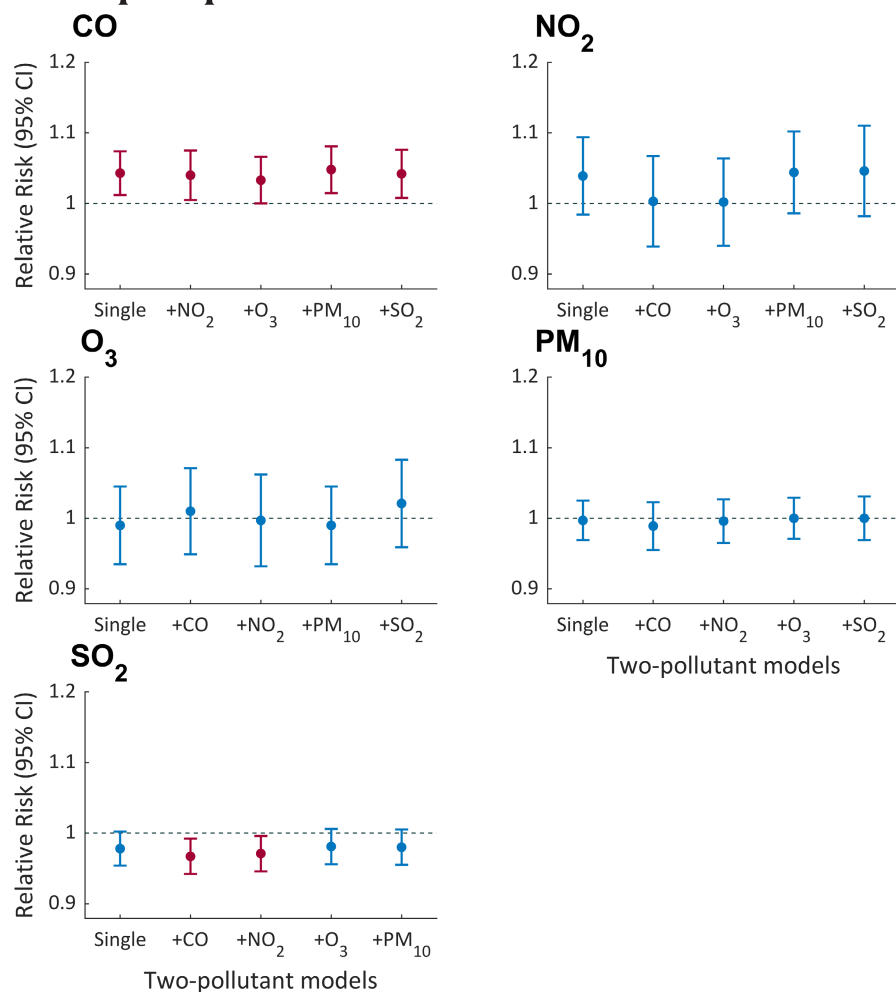 CO
Relative Risk (95% CI)
1.2
1.1
1
0.9
Single +NO2 +O3 +PM10 +SO2
NO2
1.2
1.1
1
0.9
Single +CO +O3 +PM10 +SO2
O3
Relative Risk (95% CI)
1.2
1.1
1
0.9
Single +CO +NO2 +PM10 +SO2
PM10
1.2
1.1
1
0.9
Single +CO +NO2 +O3 +SO2
Two-pollutant models
SO2
Relative Risk (95% CI)
1.2
1.1
1
0.9
Single +CO +NO2 +O3 +PM10
Two-pollutant models